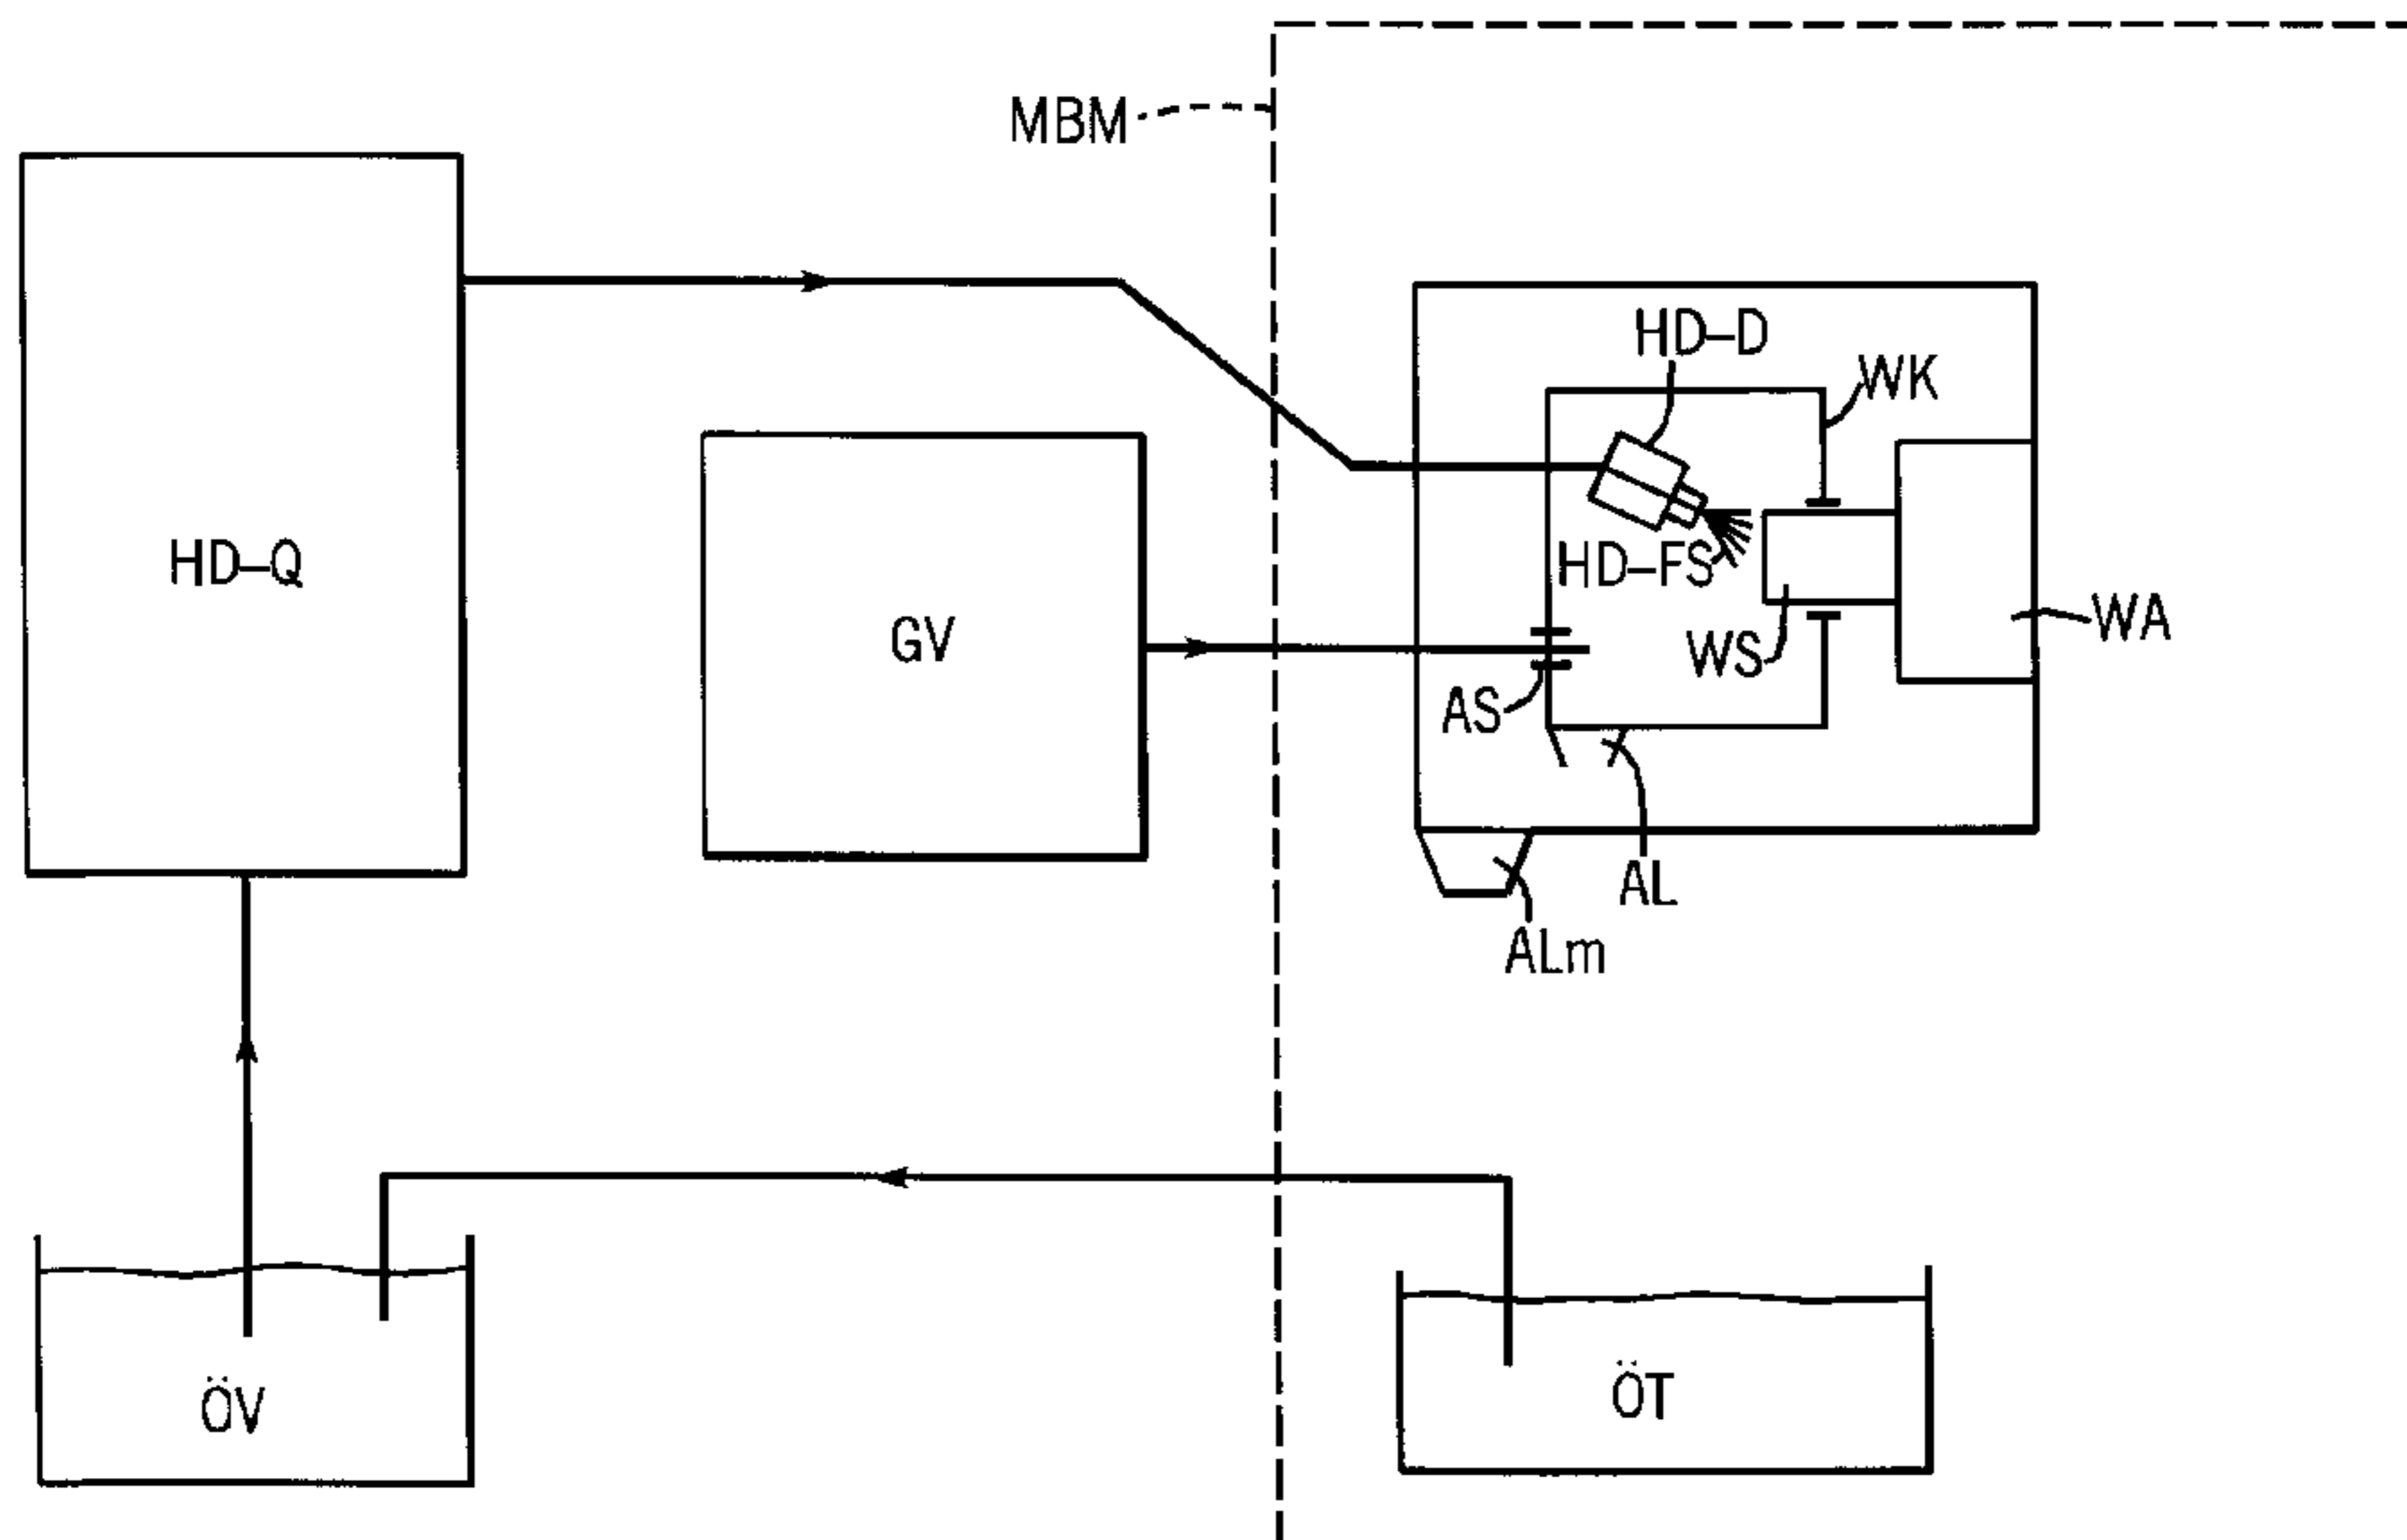 MBM
HD-D
WK
HD-Q
HD-FS
GV
WS
WA
AS
AL
ALm
ÖV
ÖT